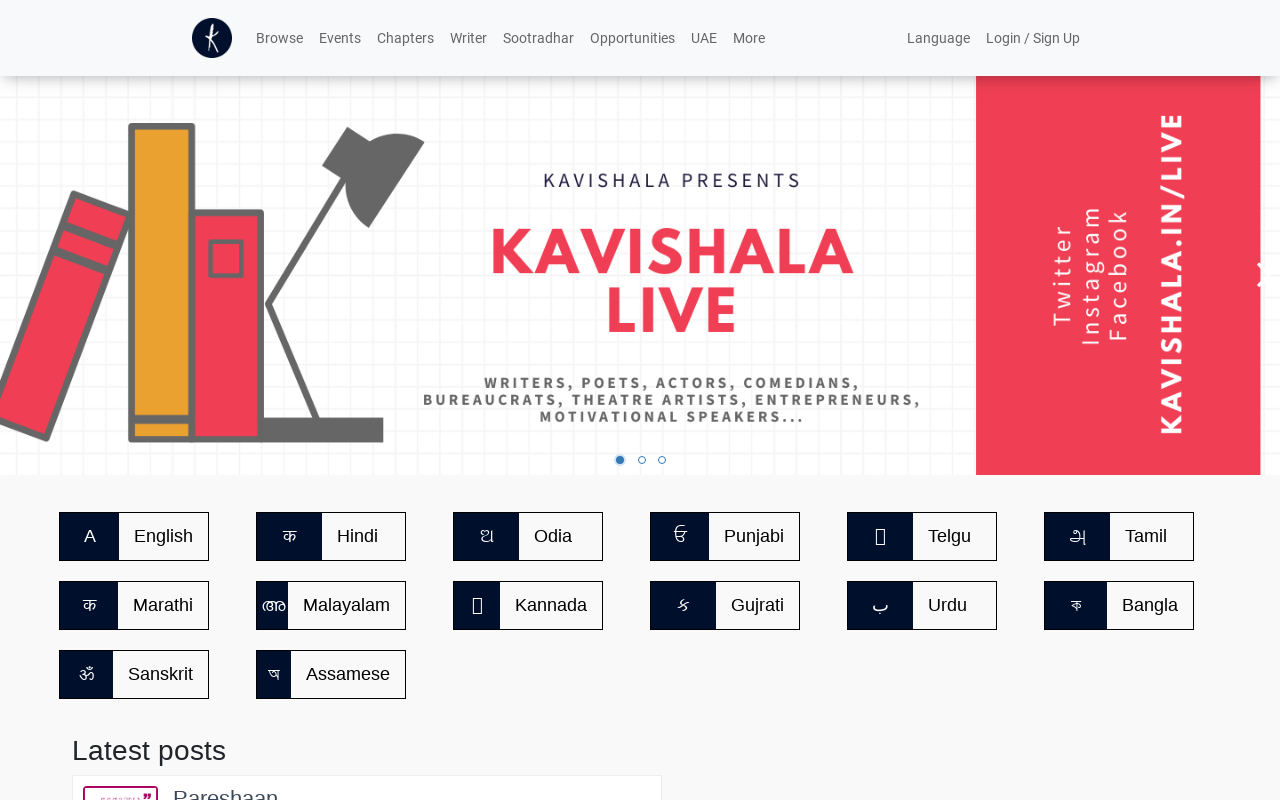 Browse Events Chapters Writer Sootradhar Opportunities UAE More Language Login / Sign Up
KAVISHALA PRESENTS
KAVISHALA
LIVE
WRITERS, POETS, ACTORS, COMEDIANS,
BUREAUCRATS, THEATRE ARTISTS, ENTREPRENEURS,
MOTIVATIONAL SPEAKERS...
Twitter
Instagram
Facebook
KAVISHALA.IN/LIVE
A English क Hindi ଅ Odia ਓ Punjabi Telgu அ Tamil
क Marathi അ Malayalam Kannada ક Gujrati ب Urdu ক Bangla
ॐ Sanskrit অ Assamese
Latest posts
Pareshaan